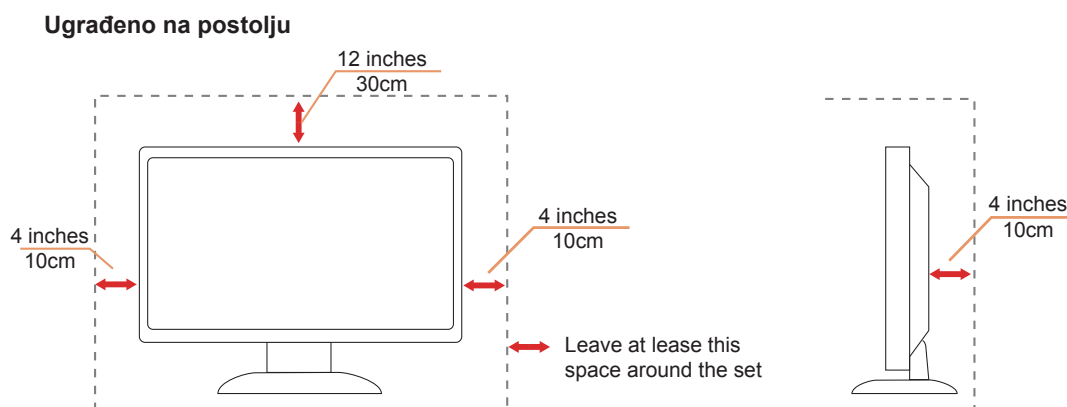 Ugrađeno na postolju
12 inches
30cm
4 inches
10cm
4 inches
10cm
4 inches
10cm
Leave at lease this
space around the set